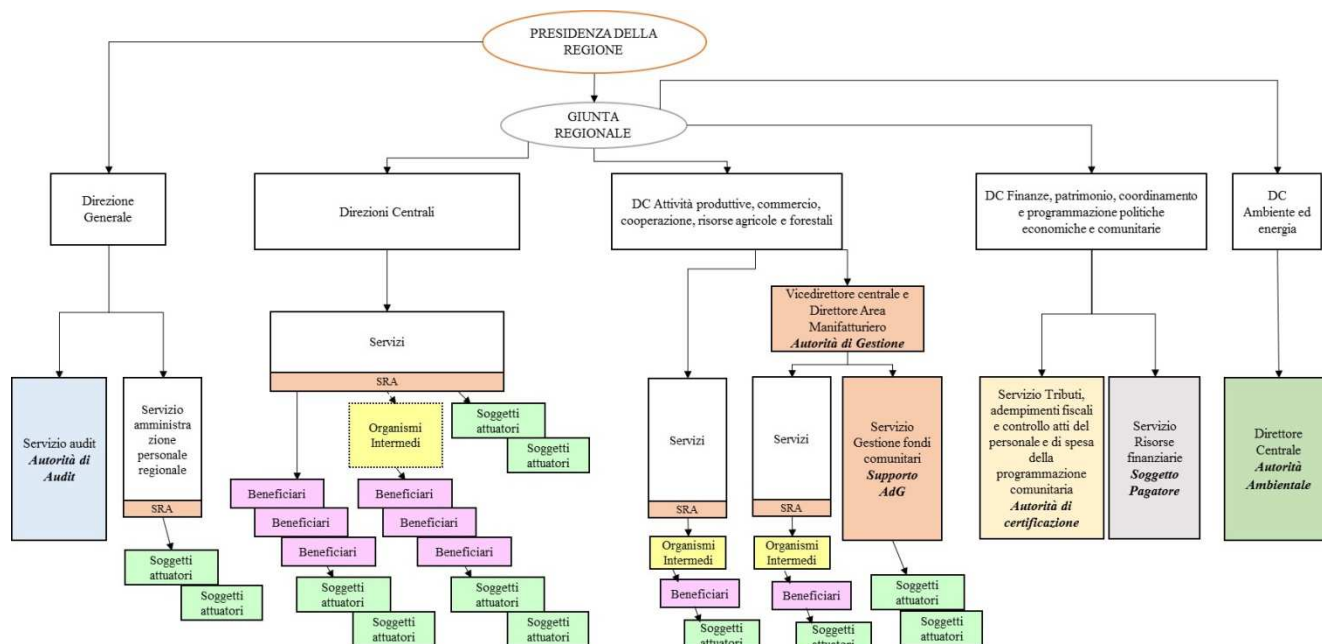 PRESIDENZA DELLA
REGIONE
GIUNTA
REGIONALE
Direzione
Generale
Direzioni Centrali
DC Attività produttive, commercio,
cooperazione, risorse agricole e forestali
DC Finanze, patrimonio, coordinamento
e programmazione politiche
economiche e comunitarie
DC
Ambiente ed
energia
Vicedirettore centrale e
Direttore Area
Manifatturiero
Autorità di Gestione
Servizi
SRA
Servizio audit
Autorità di
Audit
Servizio
amministra
zione
personale
regionale
SRA
Soggetti
attuatori
Soggetti
attuatori
Organismi
Intermedi
Soggetti
attuatori
Soggetti
attuatori
Beneficiari
Beneficiari
Beneficiari
Soggetti
attuatori
Soggetti
attuatori
Beneficiari
Beneficiari
Beneficiari
Soggetti
attuatori
Soggetti
attuatori
Servizi
SRA
Organismi
Intermedi
Beneficiari
Soggetti
attuatori
Servizi
SRA
Organismi
Intermedi
Beneficiari
Soggetti
attuatori
Servizio
Gestione fondi
comunitari
Supporto
AdG
Soggetti
attuatori
Soggetti
attuatori
Servizio Tributi,
adempimenti fiscali
e controllo atti del
personale e di spesa
della
programmazione
comunitaria
Autorità di
certificazione
Servizio
Risorse
finanziarie
Soggetto
Pagatore
Direttore
Centrale
Autorità
Ambientale